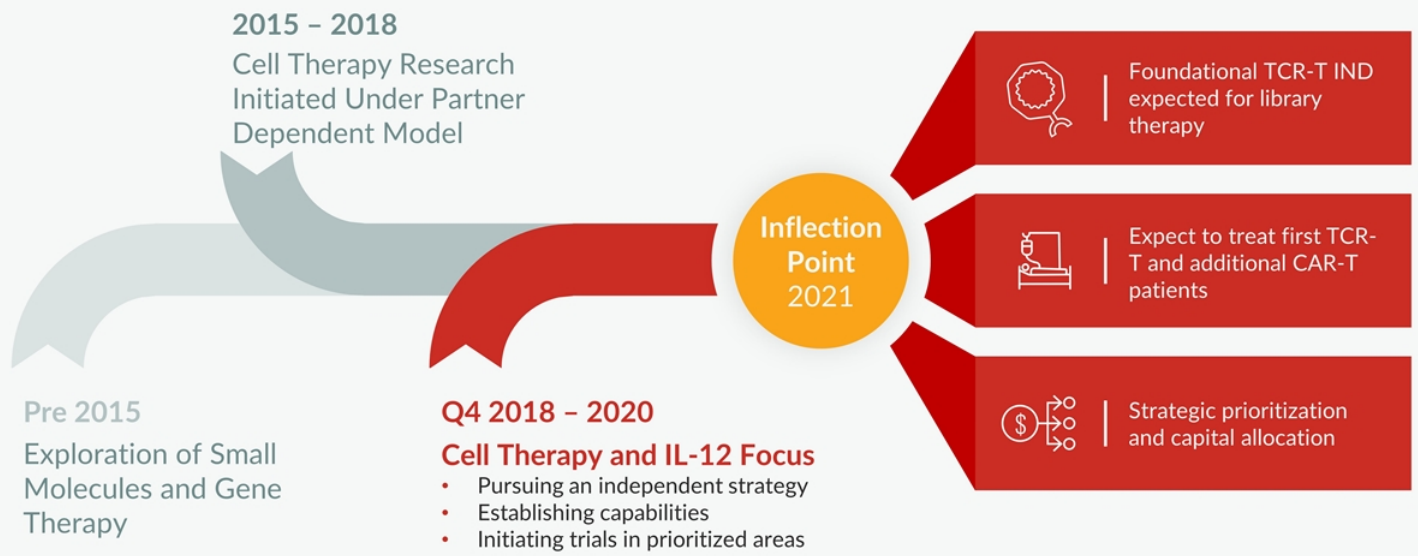 2015 – 2018
Cell Therapy Research
Initiated Under Partner
Dependent Model
Pre 2015
Exploration of Small
Molecules and Gene
Therapy
Q4 2018 – 2020
Cell Therapy and IL-12 Focus
• Pursuing an independent strategy
• Establishing capabilities
• Initiating trials in prioritized areas
Inflection
Point
2021
Foundational TCR-T IND
expected for library
therapy
Expect to treat first TCR-
T and additional CAR-T
patients
$
Strategic prioritization
and capital allocation